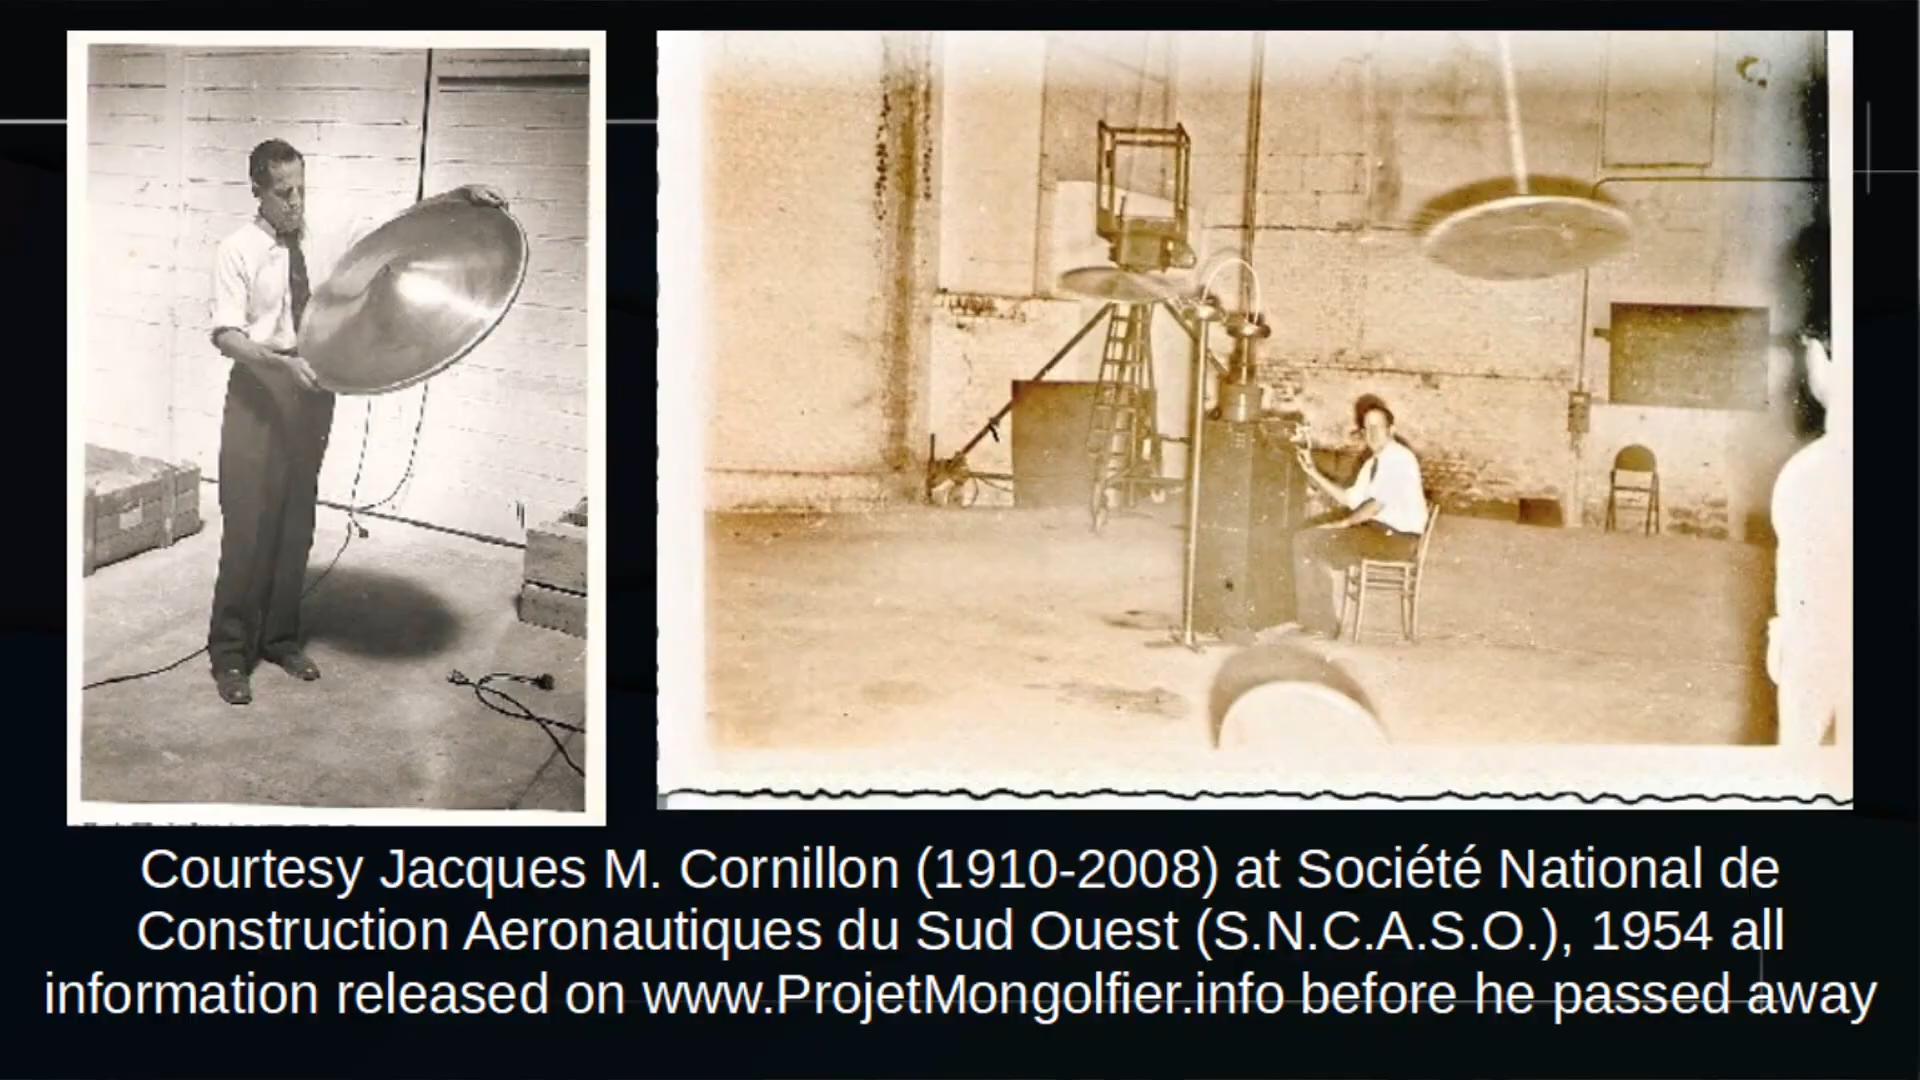 Courtesy Jacques M. Cornillon (1910-2008) at Société National de
Construction Aeronautiques du Sud Ouest (S.N.C.A.S.O.), 1954 all
information released on www.ProjetMongolfier.info before he passed away